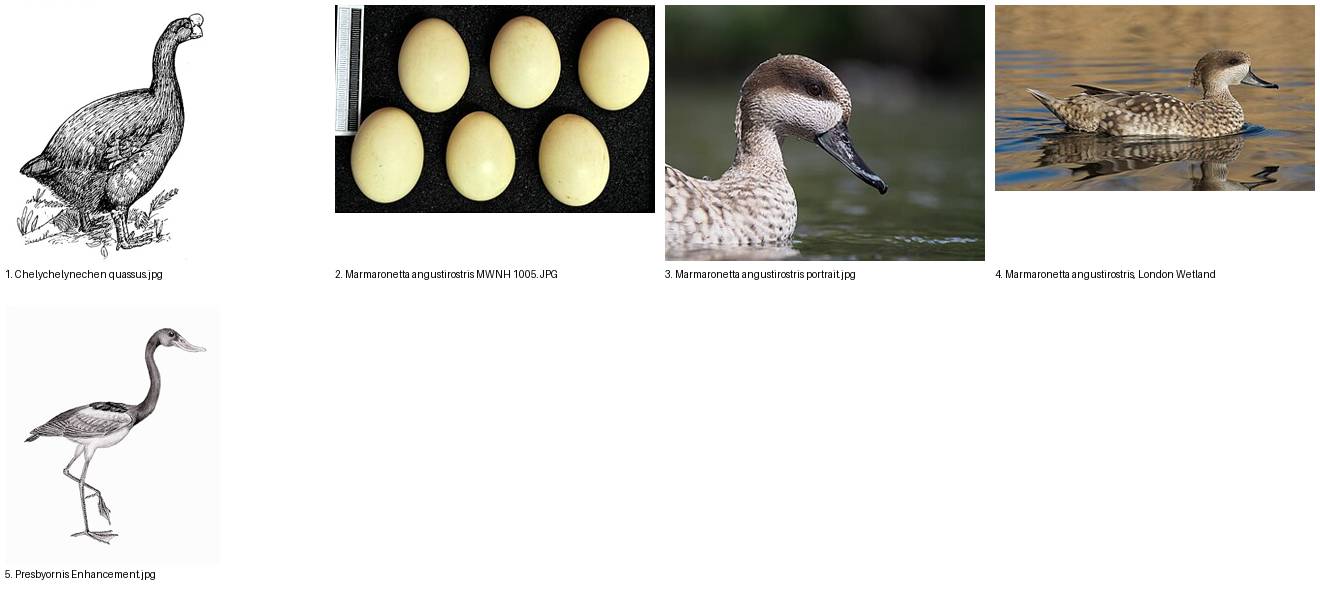 1. Chelychelynechen quassus.jpg
2. Marmaronetta angustirostris MWNH 1005.JPG
3. Marmaronetta angustirostris portrait.jpg
4. Marmaronetta angustirostris, London Wetland
5. Presbyornis Enhancement.jpg